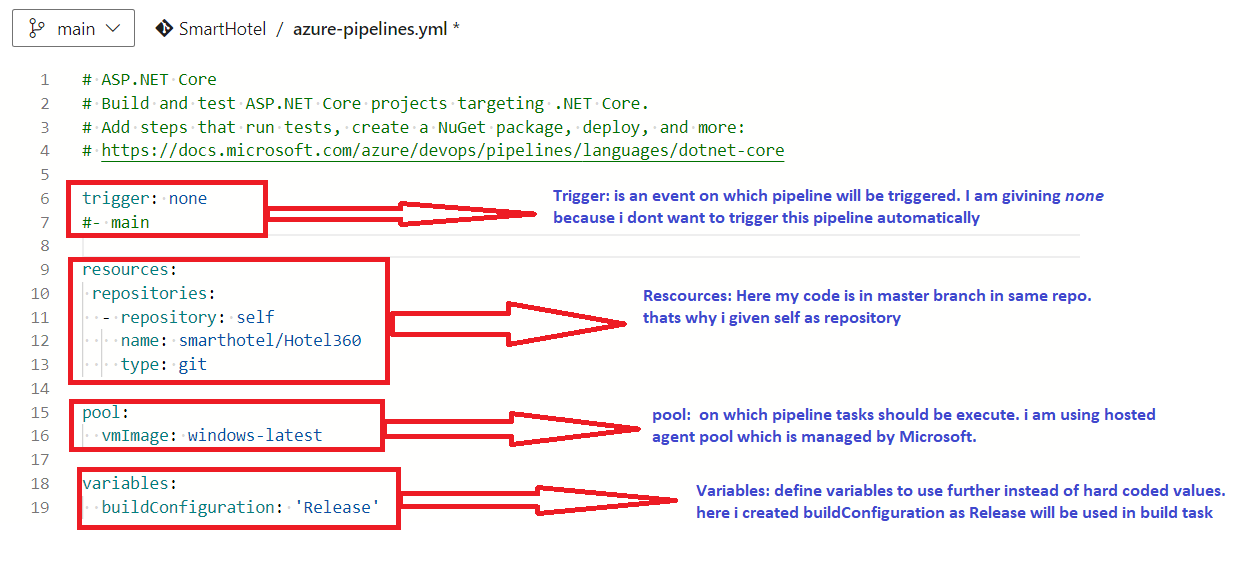 main SmartHotel / azure-pipelines.yml *
1 # ASP.NET Core
2 # Build and test ASP.NET Core projects targeting .NET Core.
3 # Add steps that run tests, create a NuGet package, deploy, and more:
4 # https://docs.microsoft.com/azure/devops/pipelines/languages/dotnet-core
5
6 trigger: none
7 #- main
Trigger: is an event on which pipeline will be triggered. I am givining none
because i dont want to trigger this pipeline automatically
8
9 resources:
10 repositories:
11 - repository: self
12 name: smarthotel/Hotel360
13 type: git
Rescources: Here my code is in master branch in same repo.
thats why i given self as repository
14
15 pool:
16 vmImage: windows-latest
pool: on which pipeline tasks should be execute. i am using hosted
agent pool which is managed by Microsoft.
17
18 variables:
19 buildConfiguration: 'Release'
Variables: define variables to use further instead of hard coded values.
here i created buildConfiguration as Release will be used in build task